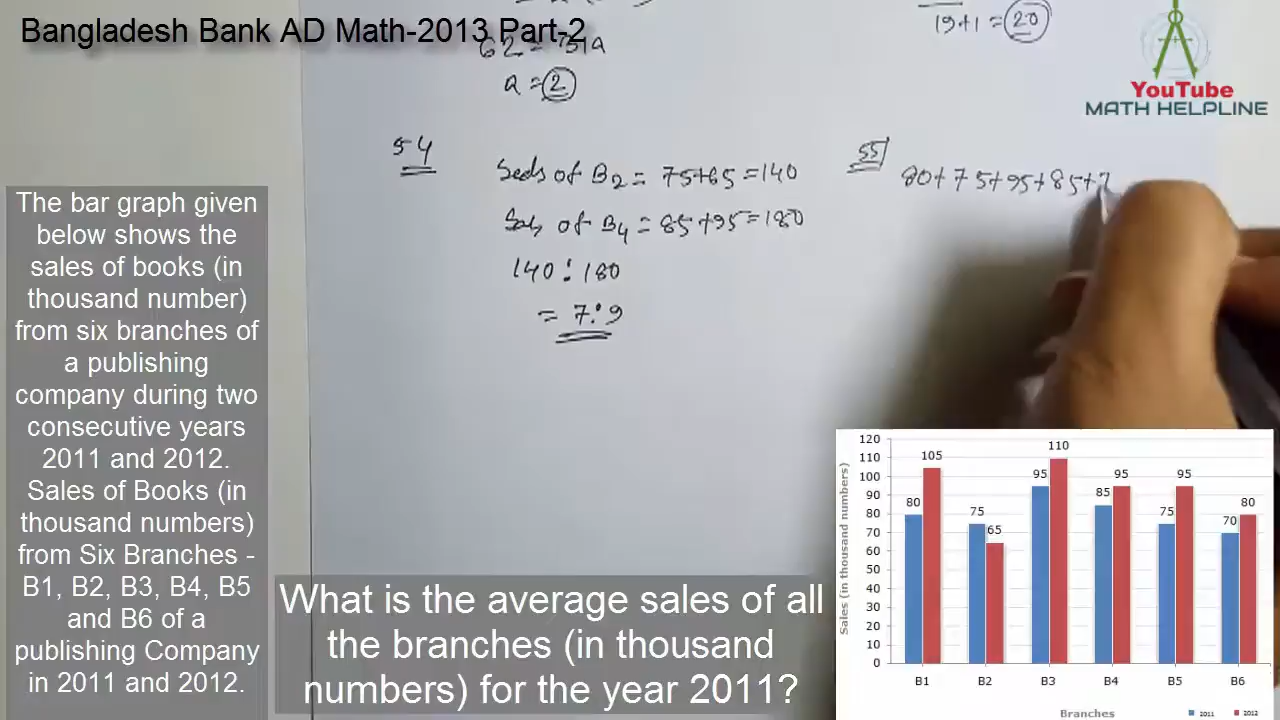 Bangladesh Bank AD Math-2013 Part-2
19+1 = 20
a = 2
YouTube
MATH HELPLINE
54
of B2 = 75+65 = 140
of B4 = 85+95 = 180
140 : 180
= 7:9
55
80+75+95+85+7
The bar graph given
below shows the
sales of books (in
thousand number)
from six branches of
a publishing
company during two
consecutive years
2011 and 2012.
Sales of Books (in
thousand numbers)
from Six Branches -
B1, B2, B3, B4, B5
and B6 of a
publishing Company
in 2011 and 2012.
What is the average sales of all
the branches (in thousand
numbers) for the year 2011?
Sales (in thousand numbers)
120
110
100
90
80
70
60
50
40
30
20
10
0
80 105
75 65
95 110
85 95
75 95
70 80
B1 B2 B3 B4 B5 B6
Branches
2011 2012